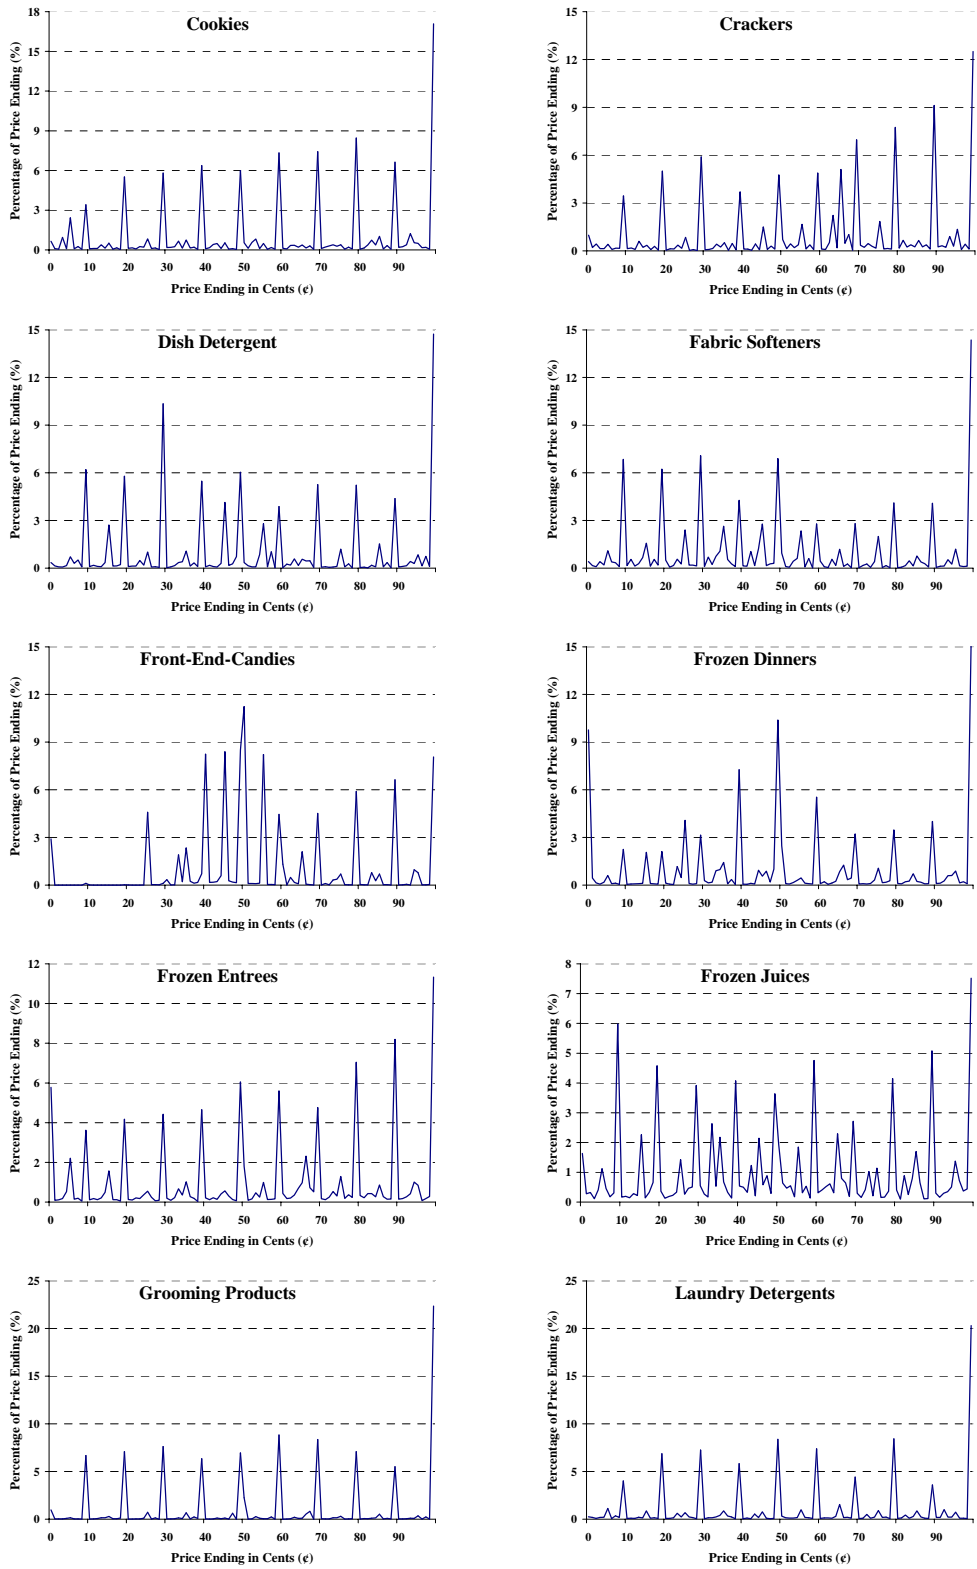 Cookies
Percentage of Price Ending (%)
18
15
12
9
6
3
0
0 10 20 30 40 50 60 70 80 90
Price Ending in Cents (¢)
Crackers
Percentage of Price Ending (%)
15
12
9
6
3
0
0 10 20 30 40 50 60 70 80 90
Price Ending in Cents (¢)
Dish Detergent
Percentage of Price Ending (%)
15
12
9
6
3
0
0 10 20 30 40 50 60 70 80 90
Price Ending in Cents (¢)
Fabric Softeners
Percentage of Price Ending (%)
15
12
9
6
3
0
0 10 20 30 40 50 60 70 80 90
Price Ending in Cents (¢)
Front-End-Candies
Percentage of Price Ending (%)
15
12
9
6
3
0
0 10 20 30 40 50 60 70 80 90
Price Ending in Cents (¢)
Frozen Dinners
Percentage of Price Ending (%)
15
12
9
6
3
0
0 10 20 30 40 50 60 70 80 90
Price Ending in Cents (¢)
Frozen Entrees
Percentage of Price Ending (%)
12
10
8
6
4
2
0
0 10 20 30 40 50 60 70 80 90
Price Ending in Cents (¢)
Frozen Juices
Percentage of Price Ending (%)
8
7
6
5
4
3
2
1
0
0 10 20 30 40 50 60 70 80 90
Price Ending in Cents (¢)
Grooming Products
Percentage of Price Ending (%)
25
20
15
10
5
0
0 10 20 30 40 50 60 70 80 90
Price Ending in Cents (¢)
Laundry Detergents
Percentage of Price Ending (%)
25
20
15
10
5
0
0 10 20 30 40 50 60 70 80 90
Price Ending in Cents (¢)